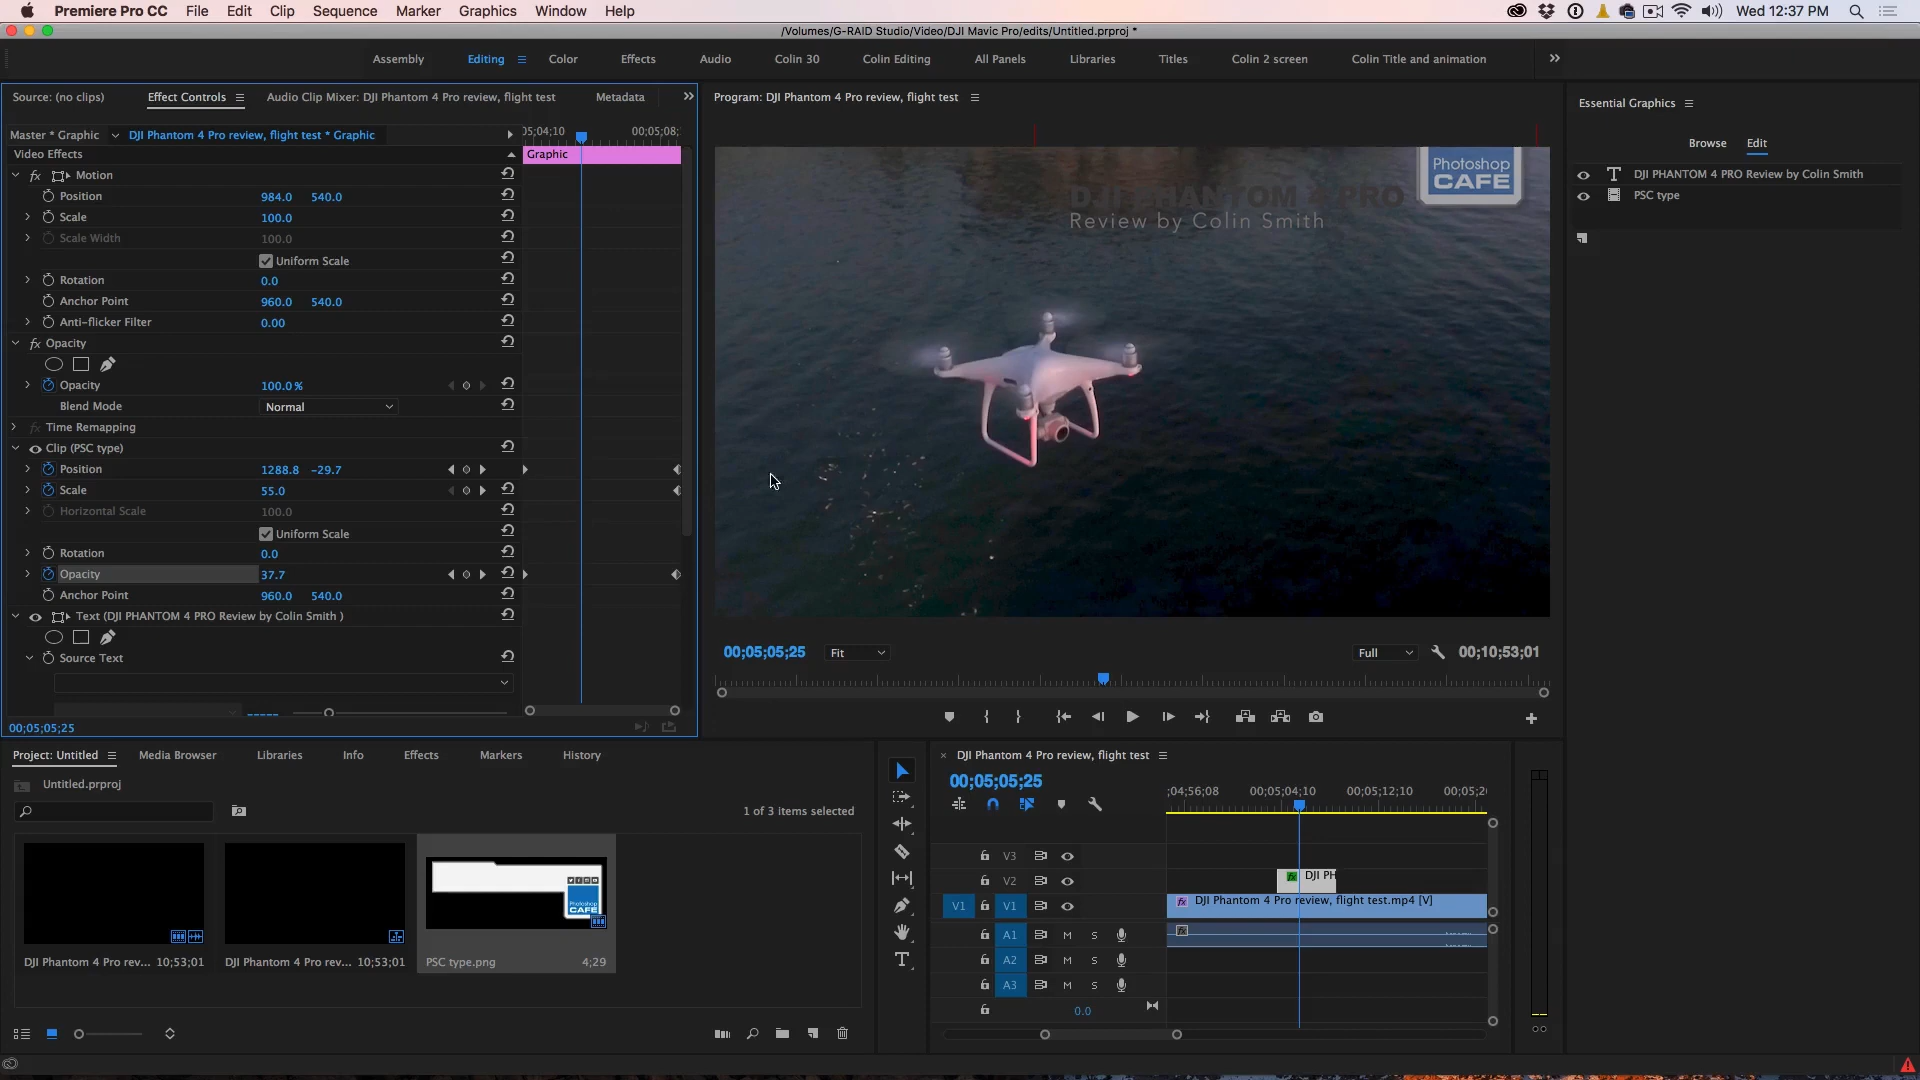 Premiere Pro CC File Edit Clip Sequence Marker Graphics Window Help Wed 12:37 PM
/Volumes/G-RAID Studio/Video/DJI Mavic Pro/edits/Untitled.prproj *
Assembly Editing Color Effects Audio Colin 30 Colin Editing All Panels Libraries Titles Colin 2 screen Colin Title and animation
Source: (no clips) Effect Controls Audio Clip Mixer: DJI Phantom 4 Pro review, flight test Metadata
Master * Graphic DJI Phantom 4 Pro review, flight test * Graphic 05;04;10 00;05;08;
Video Effects Graphic
fx Motion
Position 984.0 540.0
Scale 100.0
Scale Width 100.0
Uniform Scale
Rotation 0.0
Anchor Point 960.0 540.0
Anti-flicker Filter 0.00
fx Opacity
Opacity 100.0 %
Blend Mode Normal
fx Time Remapping
Clip (PSC type)
Position 1288.8 -29.7
Scale 55.0
Horizontal Scale 100.0
Uniform Scale
Rotation 0.0
Opacity 37.7
Anchor Point 960.0 540.0
Text (DJI PHANTOM 4 PRO Review by Colin Smith )
Source Text
00;05;05;25
Program: DJI Phantom 4 Pro review, flight test
Photoshop
CAFE
DJI PHANTOM 4 PRO
Review by Colin Smith
00;05;05;25 Fit Full 00;10;53;01
Essential Graphics
Browse Edit
DJI PHANTOM 4 PRO Review by Colin Smith
PSC type
Project: Untitled Media Browser Libraries Info Effects Markers History
Untitled.prproj
1 of 3 items selected
Photoshop
CAFE
DJI Phantom 4 Pro rev... 10;53;01 DJI Phantom 4 Pro rev... 10;53;01 PSC type.png 4;29
DJI Phantom 4 Pro review, flight test
00;05;05;25
;04;56;08 00;05;04;10 00;05;12;10 00;05;20
V3
V2 fx DJI PH
V1 V1 fx DJI Phantom 4 Pro review, flight test.mp4 [V]
A1 M S fx
A2 M S
A3 M S
0.0